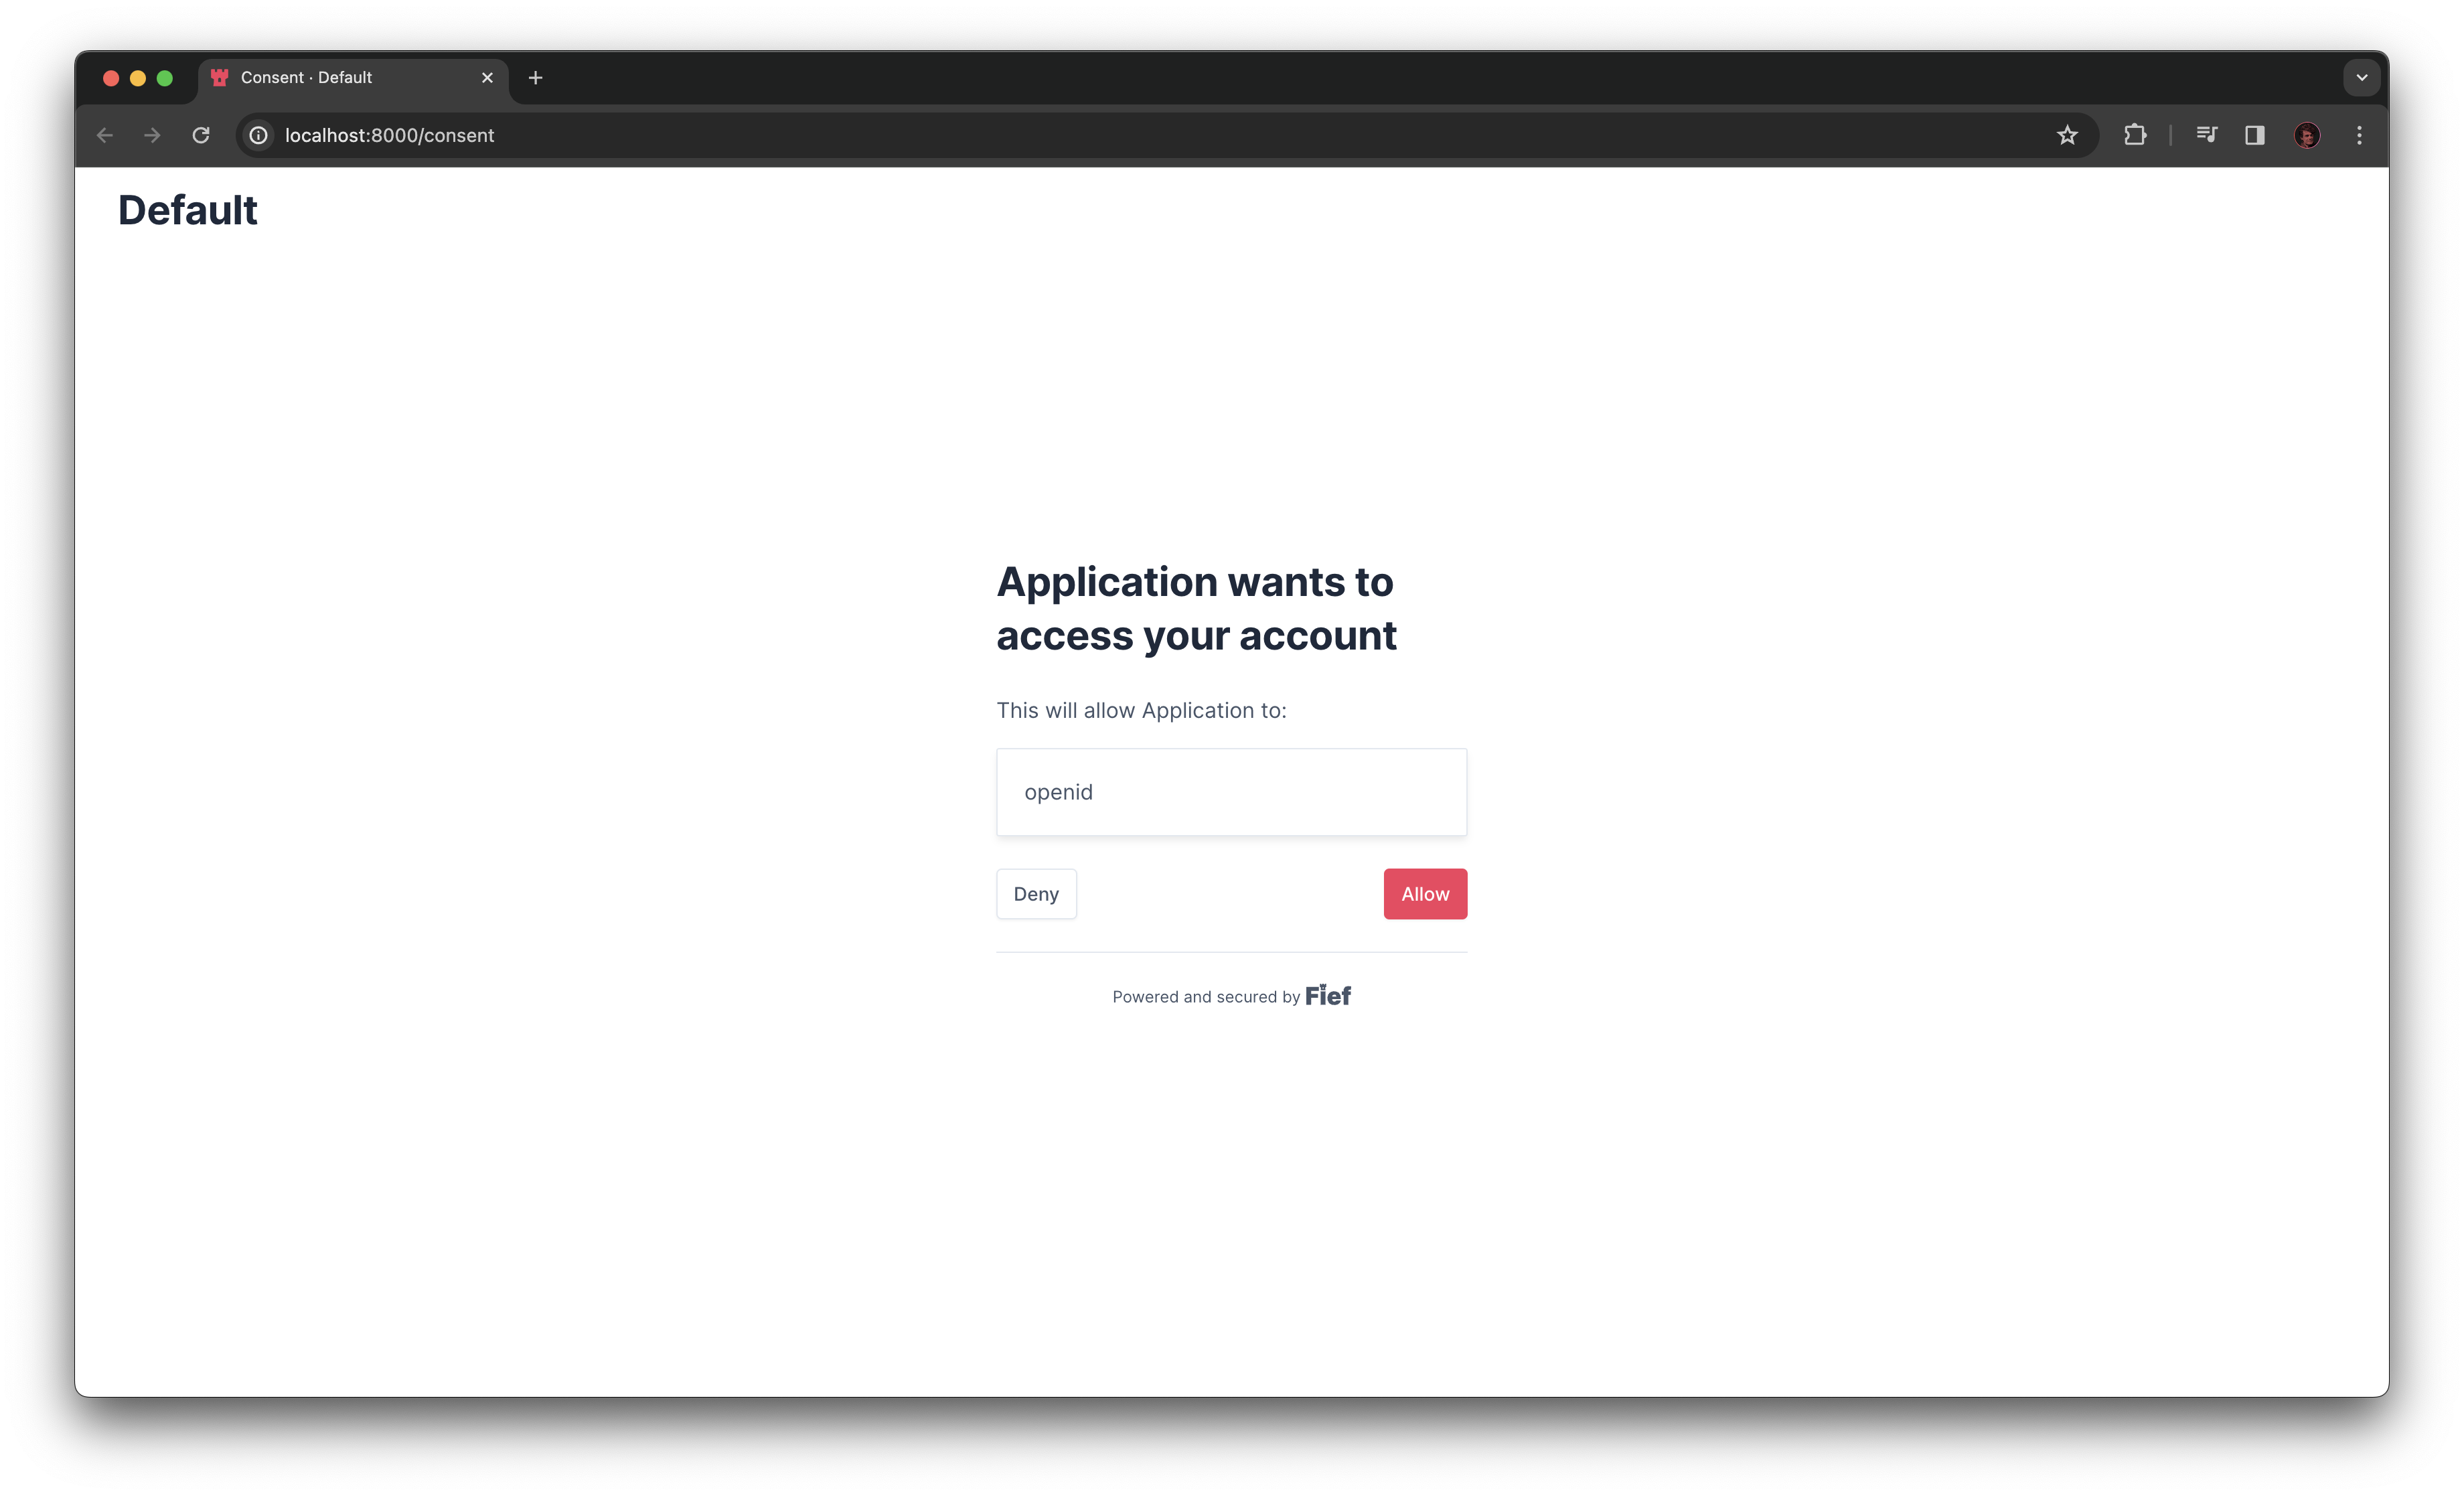 Consent · Default
localhost:8000/consent
Default
Application wants to
access your account
This will allow Application to:
openid
Deny
Allow
Powered and secured by Fief